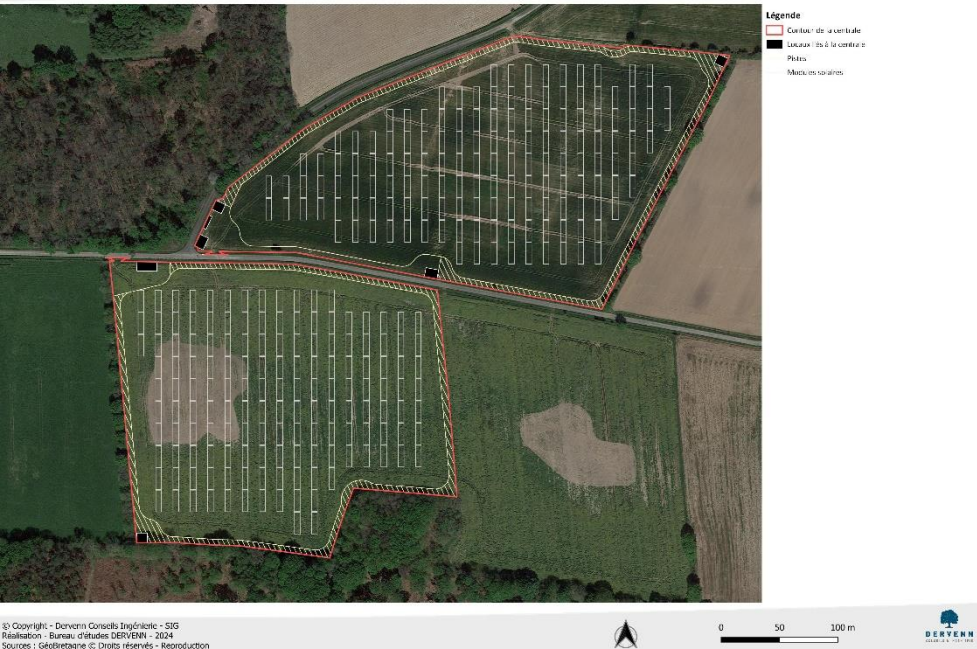 Légende
Contour de la centrale
Locaux liés à la centrale
Pistes
Modules solaires
© Copyright - Dervenn Conseils Ingénierie - SIG
Réalisation - Bureau d'études DERVENN - 2024
Sources : GéoBretagne © Droits réservés - Reproduction
0 50 100 m
DERVENN